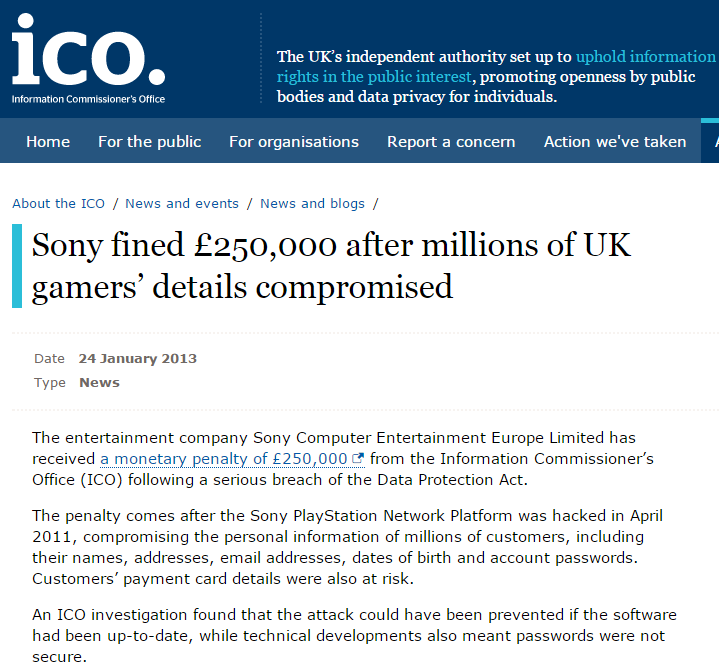 ico.
Information Commissioner's Office
The UK's independent authority set up to uphold information
rights in the public interest, promoting openness by public
bodies and data privacy for individuals.
Home For the public For organisations Report a concern Action we've taken
About the ICO / News and events / News and blogs /
Sony fined £250,000 after millions of UK
gamers’ details compromised
Date 24 January 2013
Type News
The entertainment company Sony Computer Entertainment Europe Limited has
received a monetary penalty of £250,000 from the Information Commissioner’s
Office (ICO) following a serious breach of the Data Protection Act.
The penalty comes after the Sony PlayStation Network Platform was hacked in April
2011, compromising the personal information of millions of customers, including
their names, addresses, email addresses, dates of birth and account passwords.
Customers’ payment card details were also at risk.
An ICO investigation found that the attack could have been prevented if the software
had been up-to-date, while technical developments also meant passwords were not
secure.